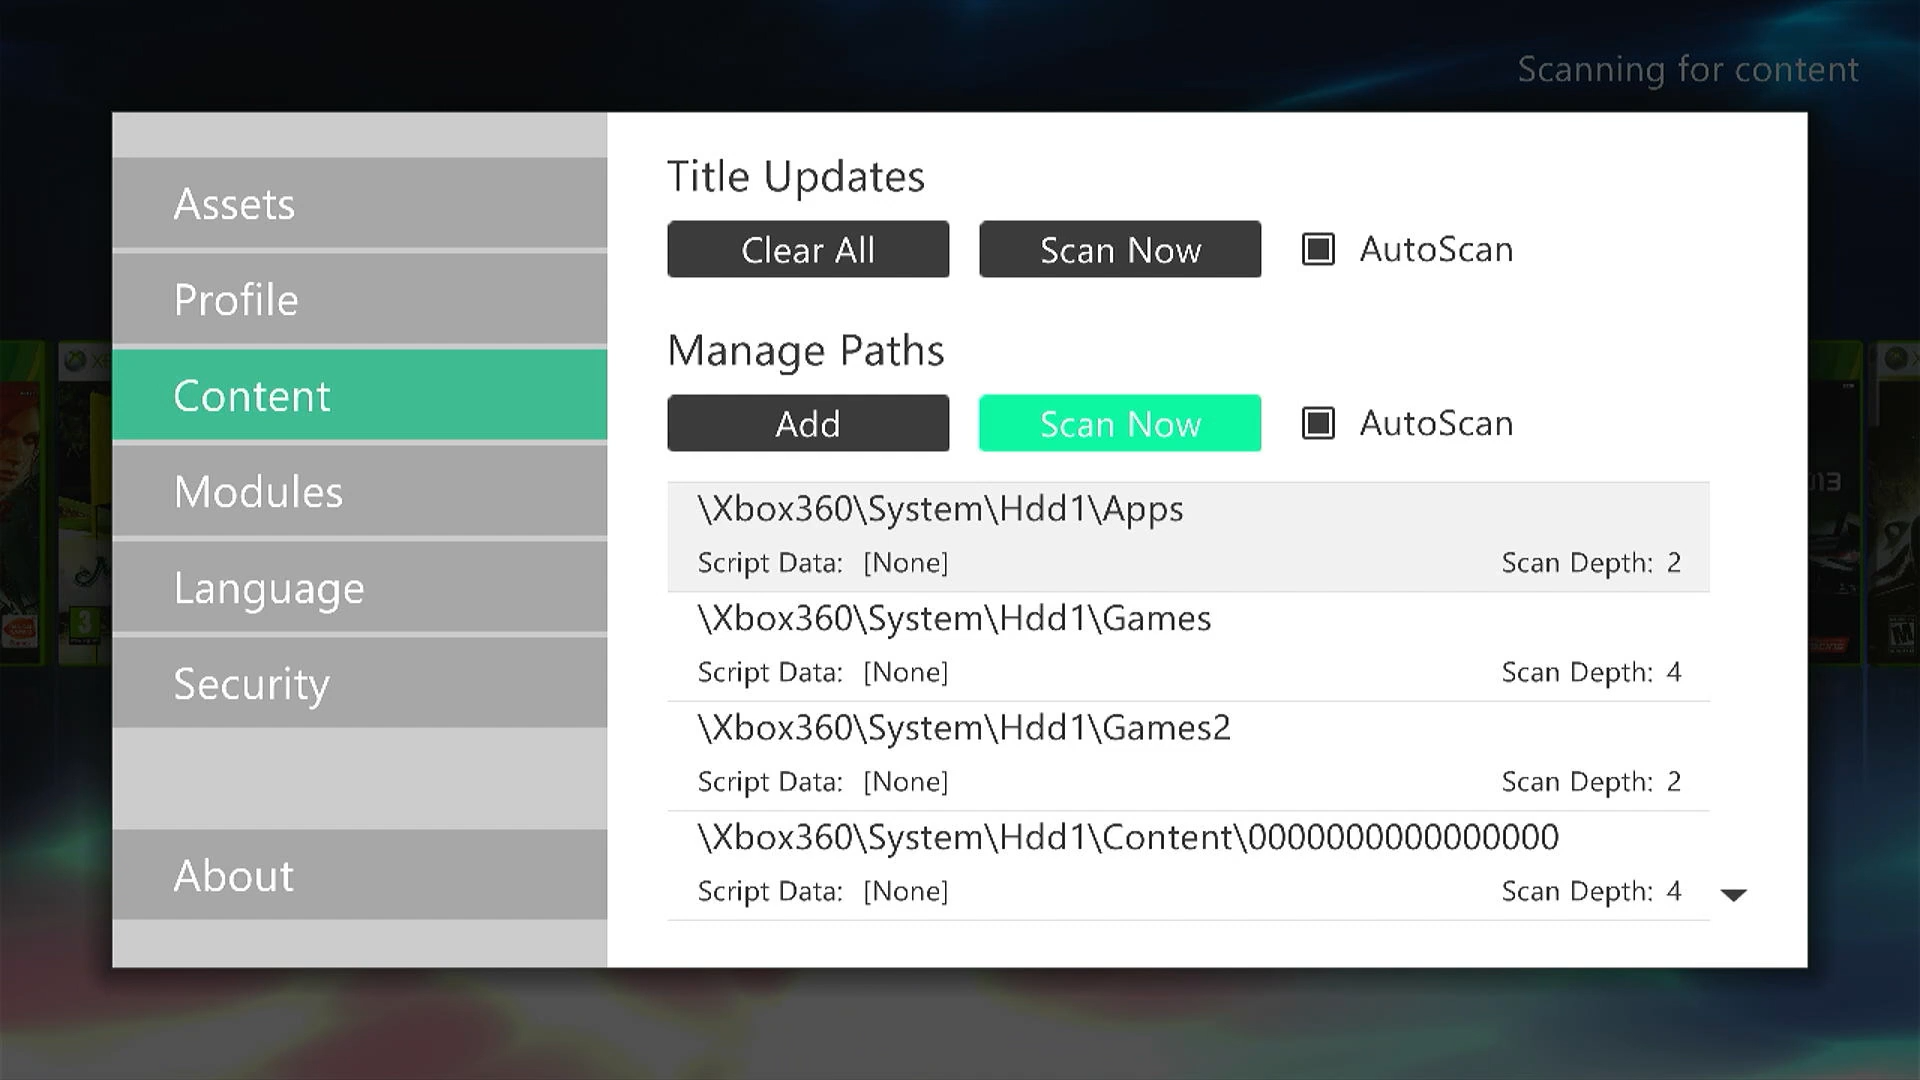 Scanning for content
Assets
Profile
Content
Modules
Language
Security
About
Title Updates
Clear All
Scan Now
AutoScan
Manage Paths
Add
Scan Now
AutoScan
\Xbox360\System\Hdd1\Apps
Script Data: [None]
Scan Depth: 2
\Xbox360\System\Hdd1\Games
Script Data: [None]
Scan Depth: 4
\Xbox360\System\Hdd1\Games2
Script Data: [None]
Scan Depth: 2
\Xbox360\System\Hdd1\Content\0000000000000000
Script Data: [None]
Scan Depth: 4
3
M